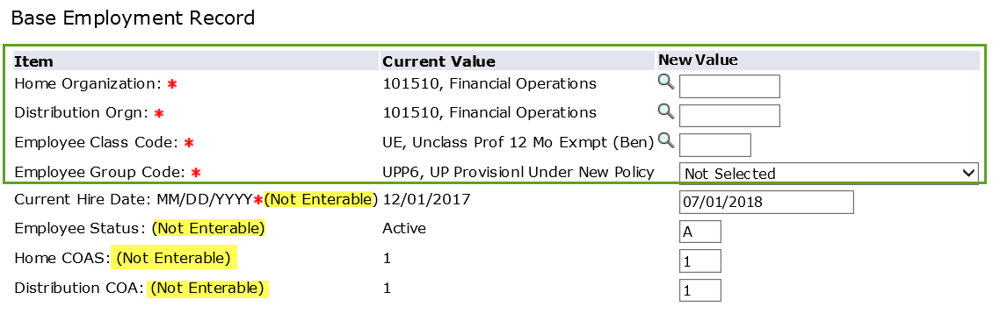 Base Employment Record
Item Current Value New Value
Home Organization: * 101510, Financial Operations
Distribution Orgn: * 101510, Financial Operations
Employee Class Code: * UE, Unclass Prof 12 Mo Exmpt (Ben)
Employee Group Code: * UPP6, UP Provisionl Under New Policy Not Selected
Current Hire Date: MM/DD/YYYY*(Not Enterable) 12/01/2017 07/01/2018
Employee Status: (Not Enterable) Active A
Home COAS: (Not Enterable) 1 1
Distribution COA: (Not Enterable) 1 1